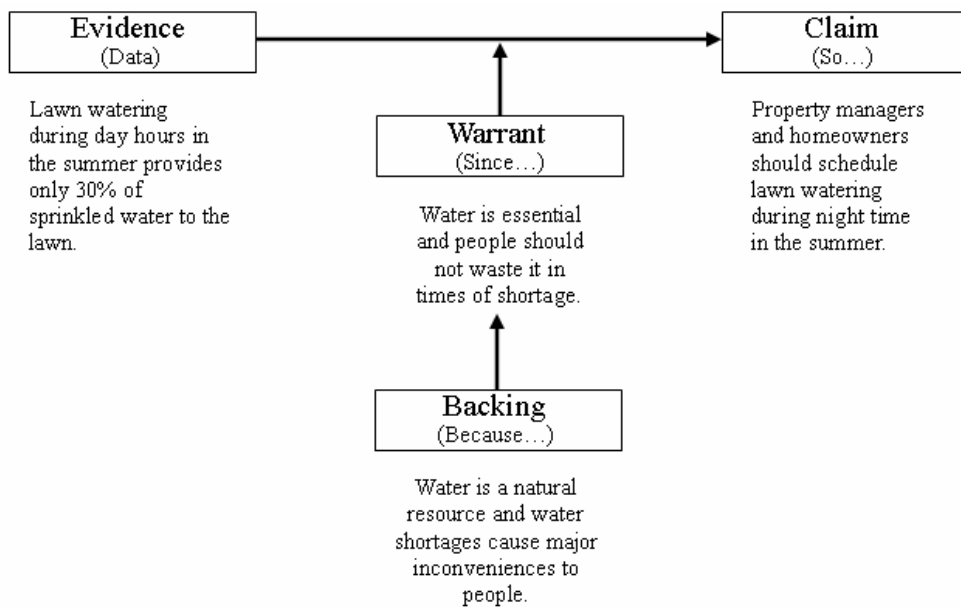 Evidence
(Data)
Lawn watering
during day hours in
the summer provides
only 30% of
sprinkled water to the
lawn.
Claim
(So…)
Property managers
and homeowners
should schedule
lawn watering
during night time
in the summer.
Warrant
(Since…)
Water is essential
and people should
not waste it in
times of shortage.
Backing
(Because…)
Water is a natural
resource and water
shortages cause major
inconveniences to
people.